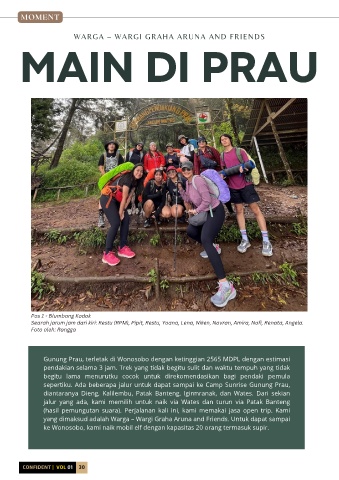 MOMENT
WARGA – WARGI GRAHA ARUNA AND FRIENDS
MAIN DI PRAU
Pos 1 - Blumbang Kodok
Searah jarum jam dari kiri: Restu (RPM), Pipit, Restu, Yocna, Lena, Niken, Navran, Amira, Nofi, Renata, Angela.
Foto oleh: Rangga
Gunung Prau, terletak di Wonosobo dengan ketinggian 2565 MDPL, dengan estimasi
pendakian selama 3 jam. Trek yang tidak begitu sulit dan waktu tempuh yang tidak
begitu lama menurutku cocok untuk direkomendasikan bagi pendaki pemula
sepertiku. Ada beberapa jalur untuk dapat sampai ke Camp Sunrise Gunung Prau,
diantaranya Dieng, Kalilembu, Patak Banteng, Igirmranak, dan Wates. Dari sekian
jalur yang ada, kami memilih untuk naik via Wates dan turun via Patak Banteng
(hasil pemungutan suara). Perjalanan kali ini, kami memakai jasa open trip. Kami
yang dimaksud adalah Warga – Wargi Graha Aruna and Friends. Untuk dapat sampai
ke Wonosobo, kami naik mobil elf dengan kapasitas 20 orang termasuk supir.
CONFIDENT | VOL 01 30